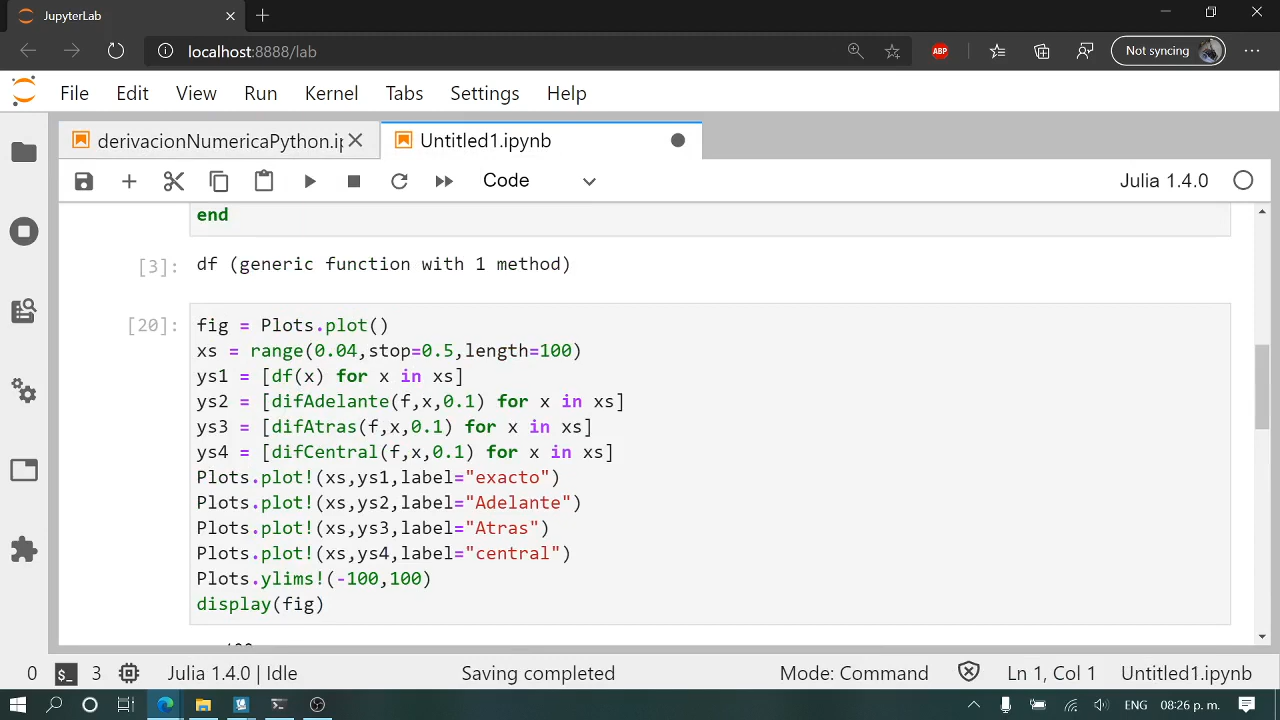 JupyterLab
localhost:8888/lab
ABP
Not syncing
File Edit View Run Kernel Tabs Settings Help
derivacionNumericaPython.ip
Untitled1.ipynb
Code
Julia 1.4.0
end
[3]: df (generic function with 1 method)
[20]: fig = Plots.plot()
xs = range(0.04,stop=0.5,length=100)
ys1 = [df(x) for x in xs]
ys2 = [difAdelante(f,x,0.1) for x in xs]
ys3 = [difAtras(f,x,0.1) for x in xs]
ys4 = [difCentral(f,x,0.1) for x in xs]
Plots.plot!(xs,ys1,label="exacto")
Plots.plot!(xs,ys2,label="Adelante")
Plots.plot!(xs,ys3,label="Atras")
Plots.plot!(xs,ys4,label="central")
Plots.ylims!(-100,100)
display(fig)
0 $_ 3 Julia 1.4.0 | Idle Saving completed Mode: Command Ln 1, Col 1 Untitled1.ipynb
ENG 08:26 p. m.